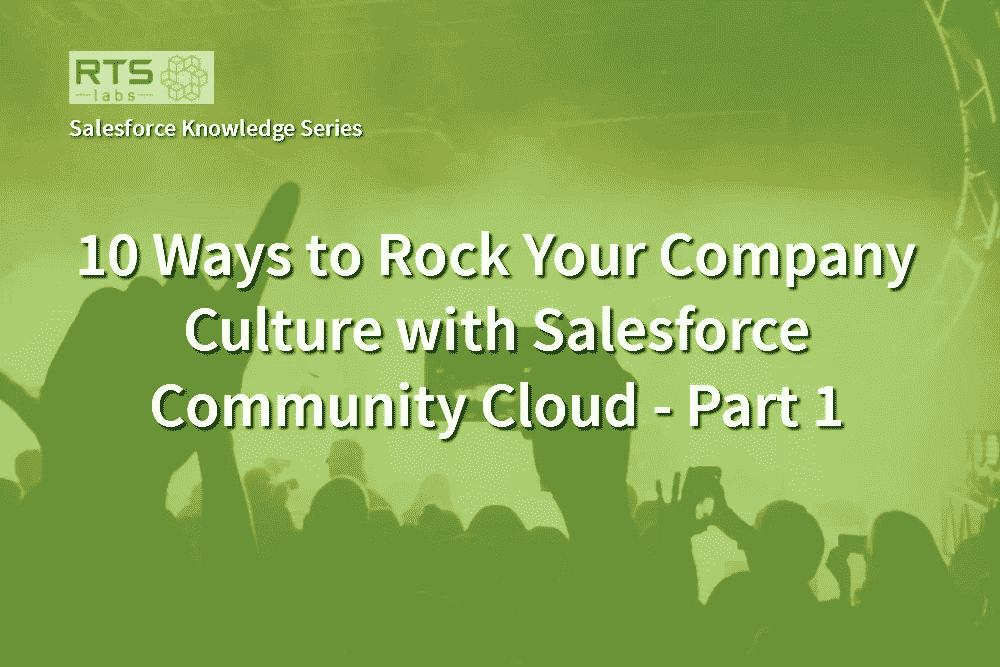 RTS
labs
Salesforce Knowledge Series
10 Ways to Rock Your Company
Culture with Salesforce
Community Cloud - Part 1